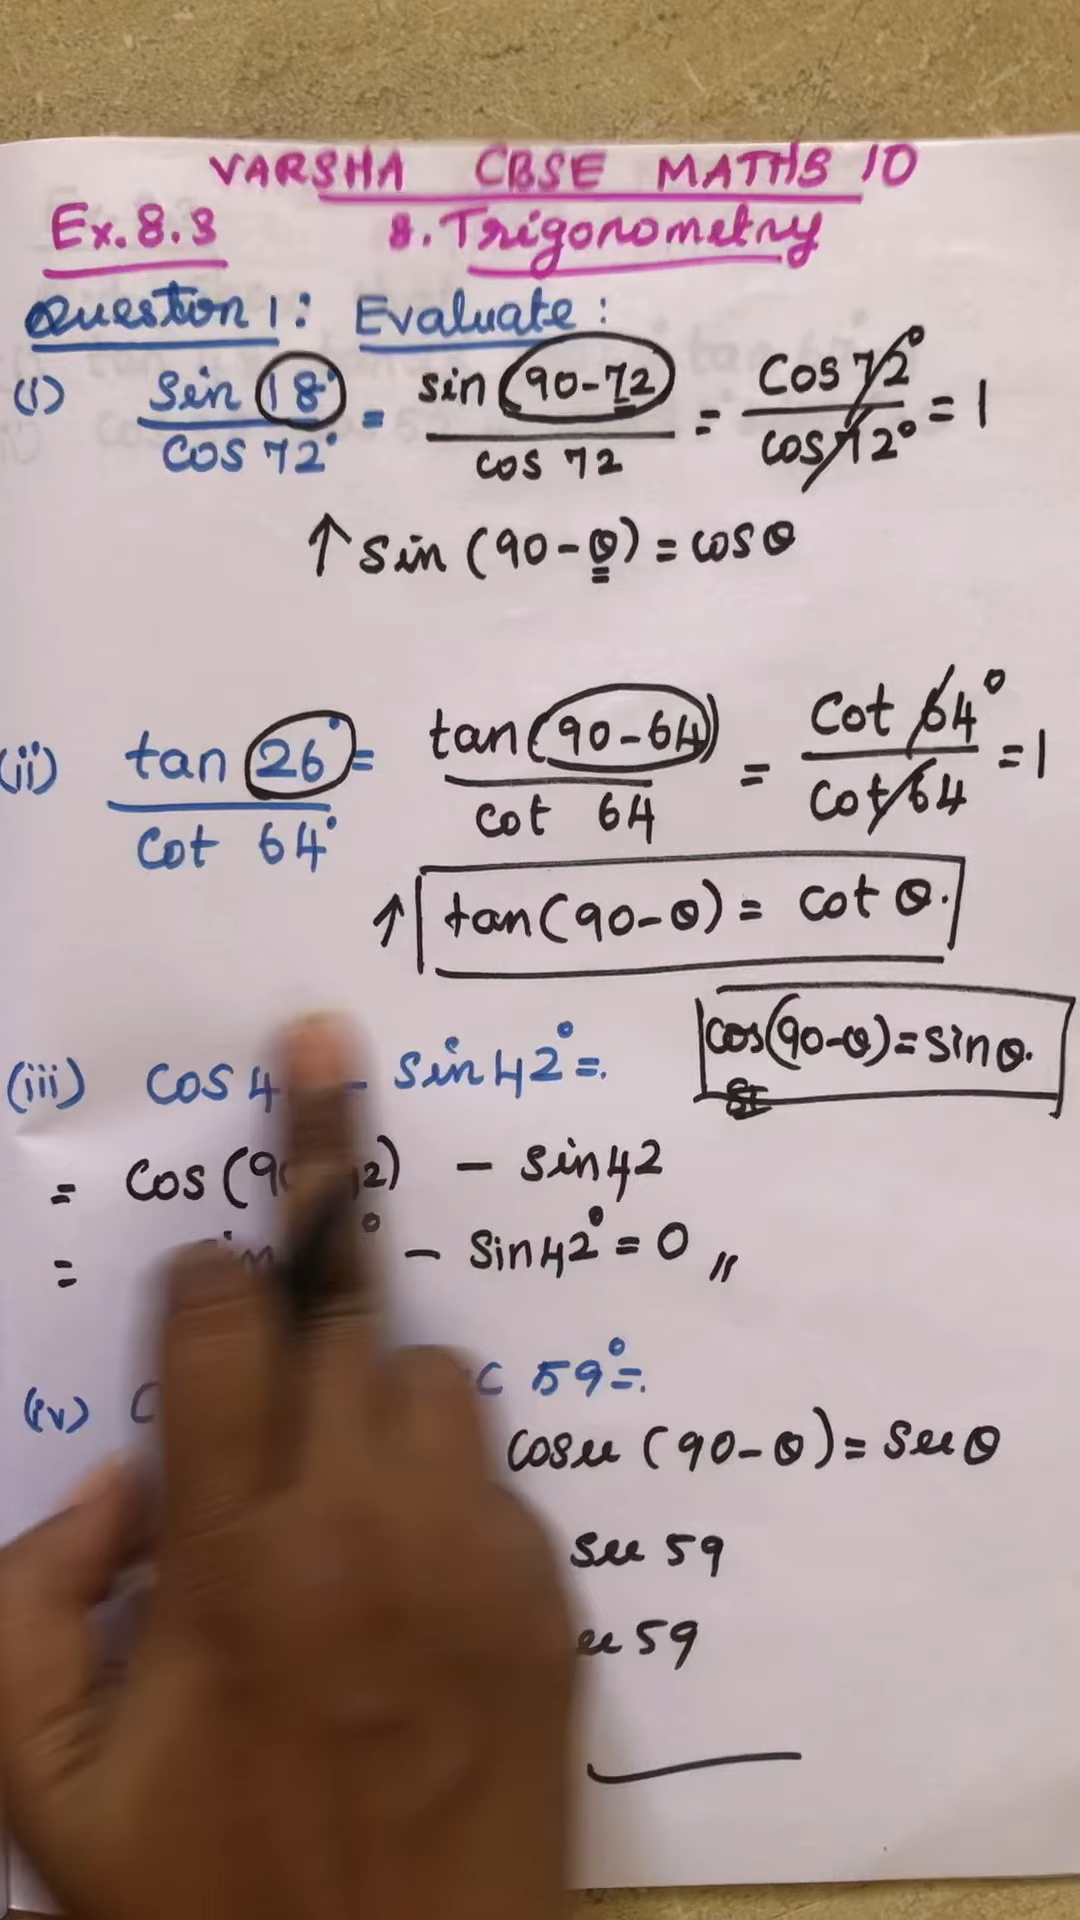 VARSHA CBSE MATHS 10
Ex. 8.3 8. Trigonometry
Question 1: Evaluate:
(i) sin 18° / cos 72° = sin (90-72) / cos 72 = cos 72° / cos 72° = 1
↑ sin (90-θ) = cos θ
(ii) tan 26° / cot 64° = tan(90-64) / cot 64 = cot 64° / cot 64 = 1
↑ tan(90-θ) = cot θ.
cos(90-θ)=sin θ.
(iii) cos 4 - sin 42°=.
= cos (9 2) - sin 42
= - sin 42° = 0 〃
(iv) C 59°=.
cosec (90-θ) = sec θ
sec 59
59